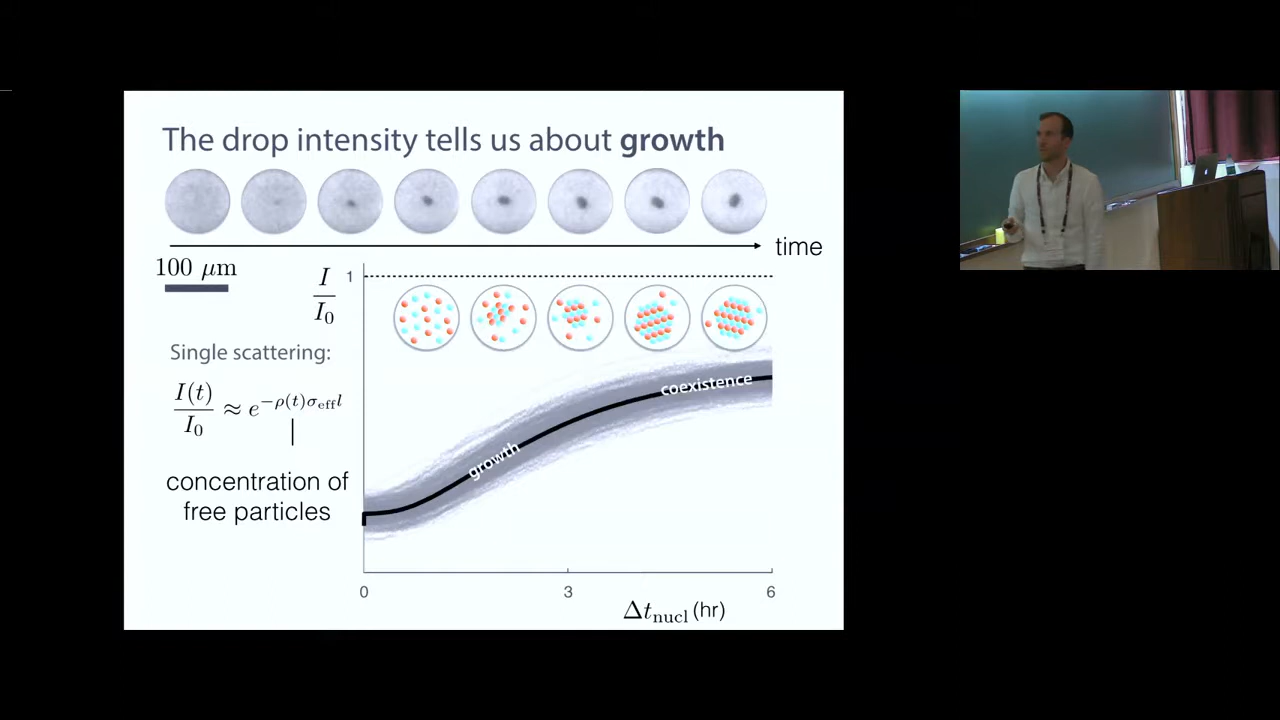 The drop intensity tells us about growth
time
100 μm
I
I₀
1
Single scattering:
I(t)/I₀ ≈ e^{-ρ(t)σ_eff l}
concentration of
free particles
growth
coexistence
0
3
6
Δt_nucl (hr)